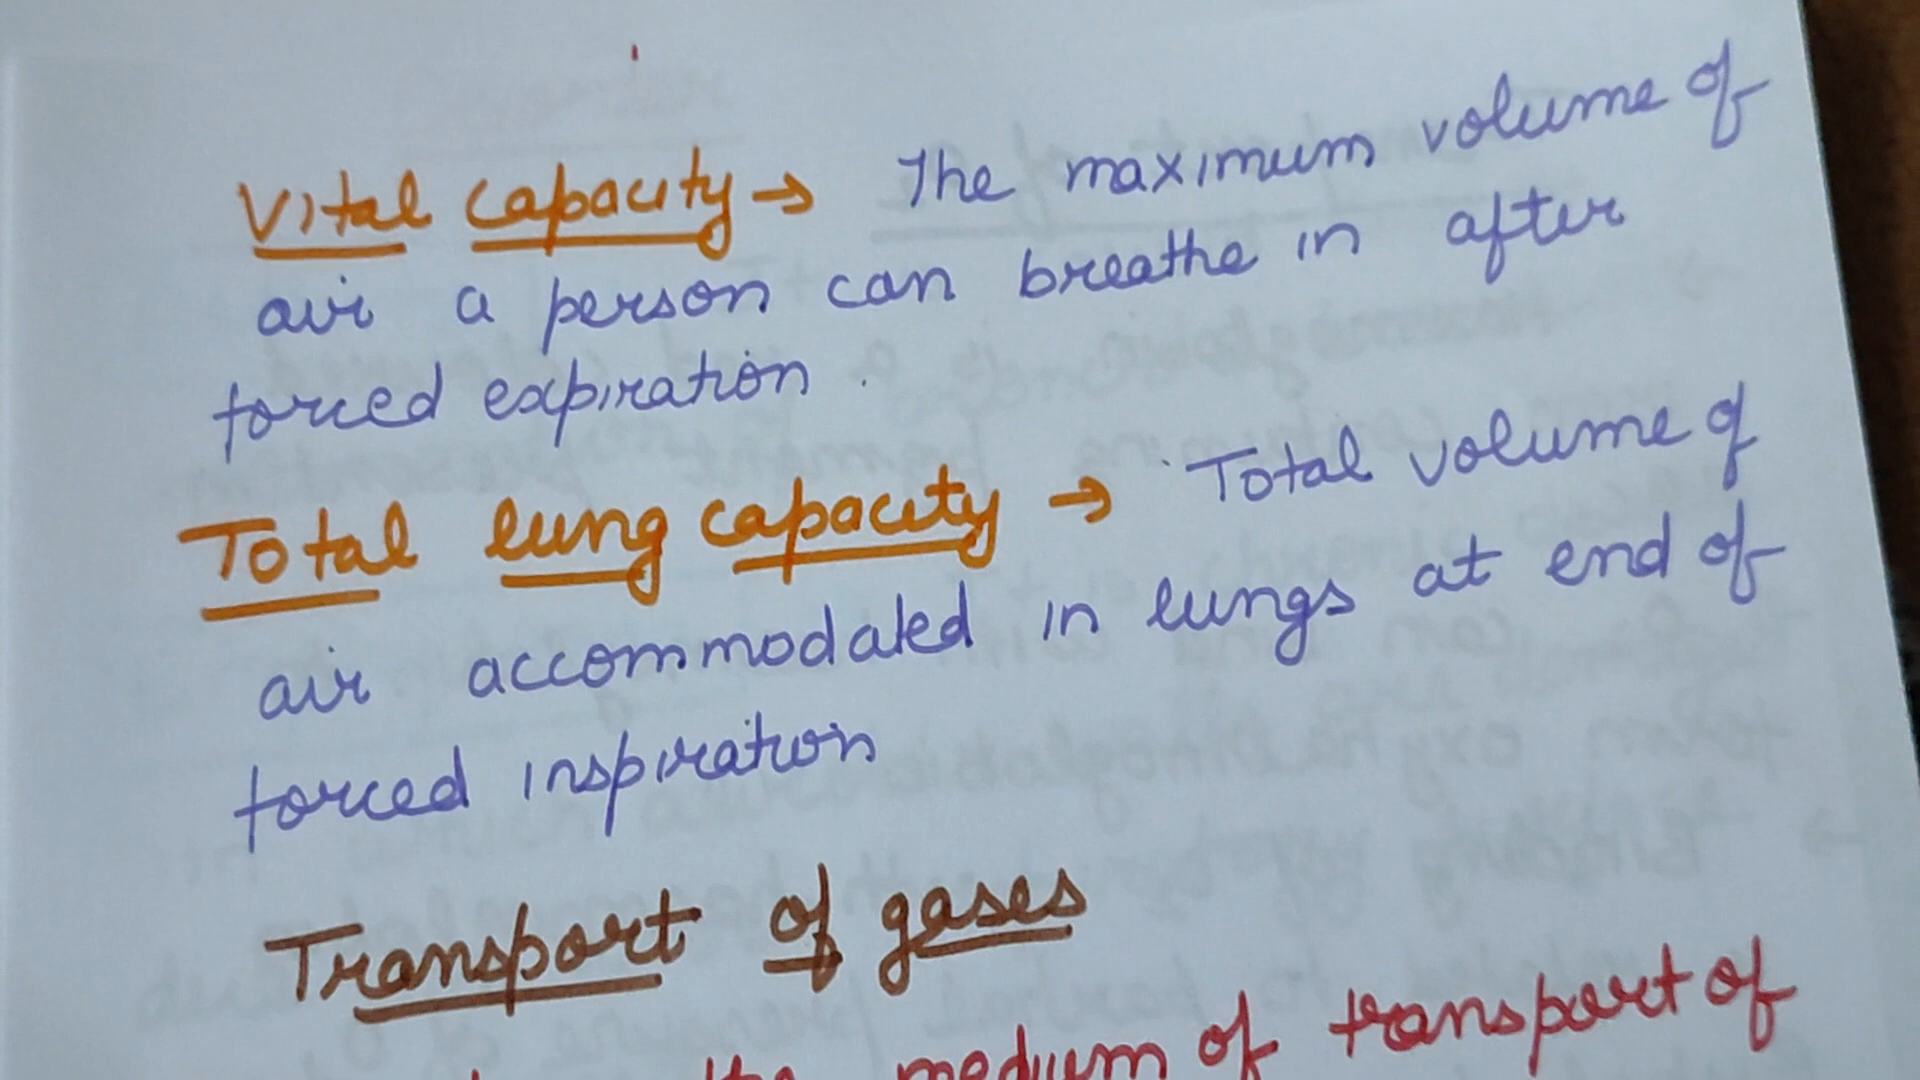 Vital capacity → The maximum volume of
air a person can breathe in after
forced expiration .
Total lung capacity → Total volume of
air accommodated in lungs at end of
forced inspiration
Transport of gases
the medium of transport of